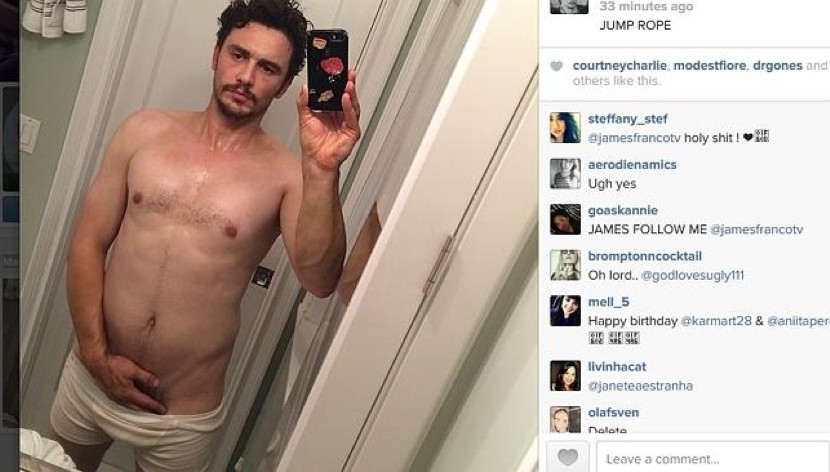 33 minutes ago
JUMP ROPE
courtneycharlie, modestfiore, drgones and
others like this.
steffany_stef
@jamesfrancotv holy shit ! ❤
aerodienamics
Ugh yes
goaskannie
JAMES FOLLOW ME @jamesfrancotv
bromptonncocktail
Oh lord.. @godlovesugly111
mell_5
Happy birthday @karmart28 & @aniitaper
livinhacat
@janeteaestranha
olafsven
Delete
Leave a comment...